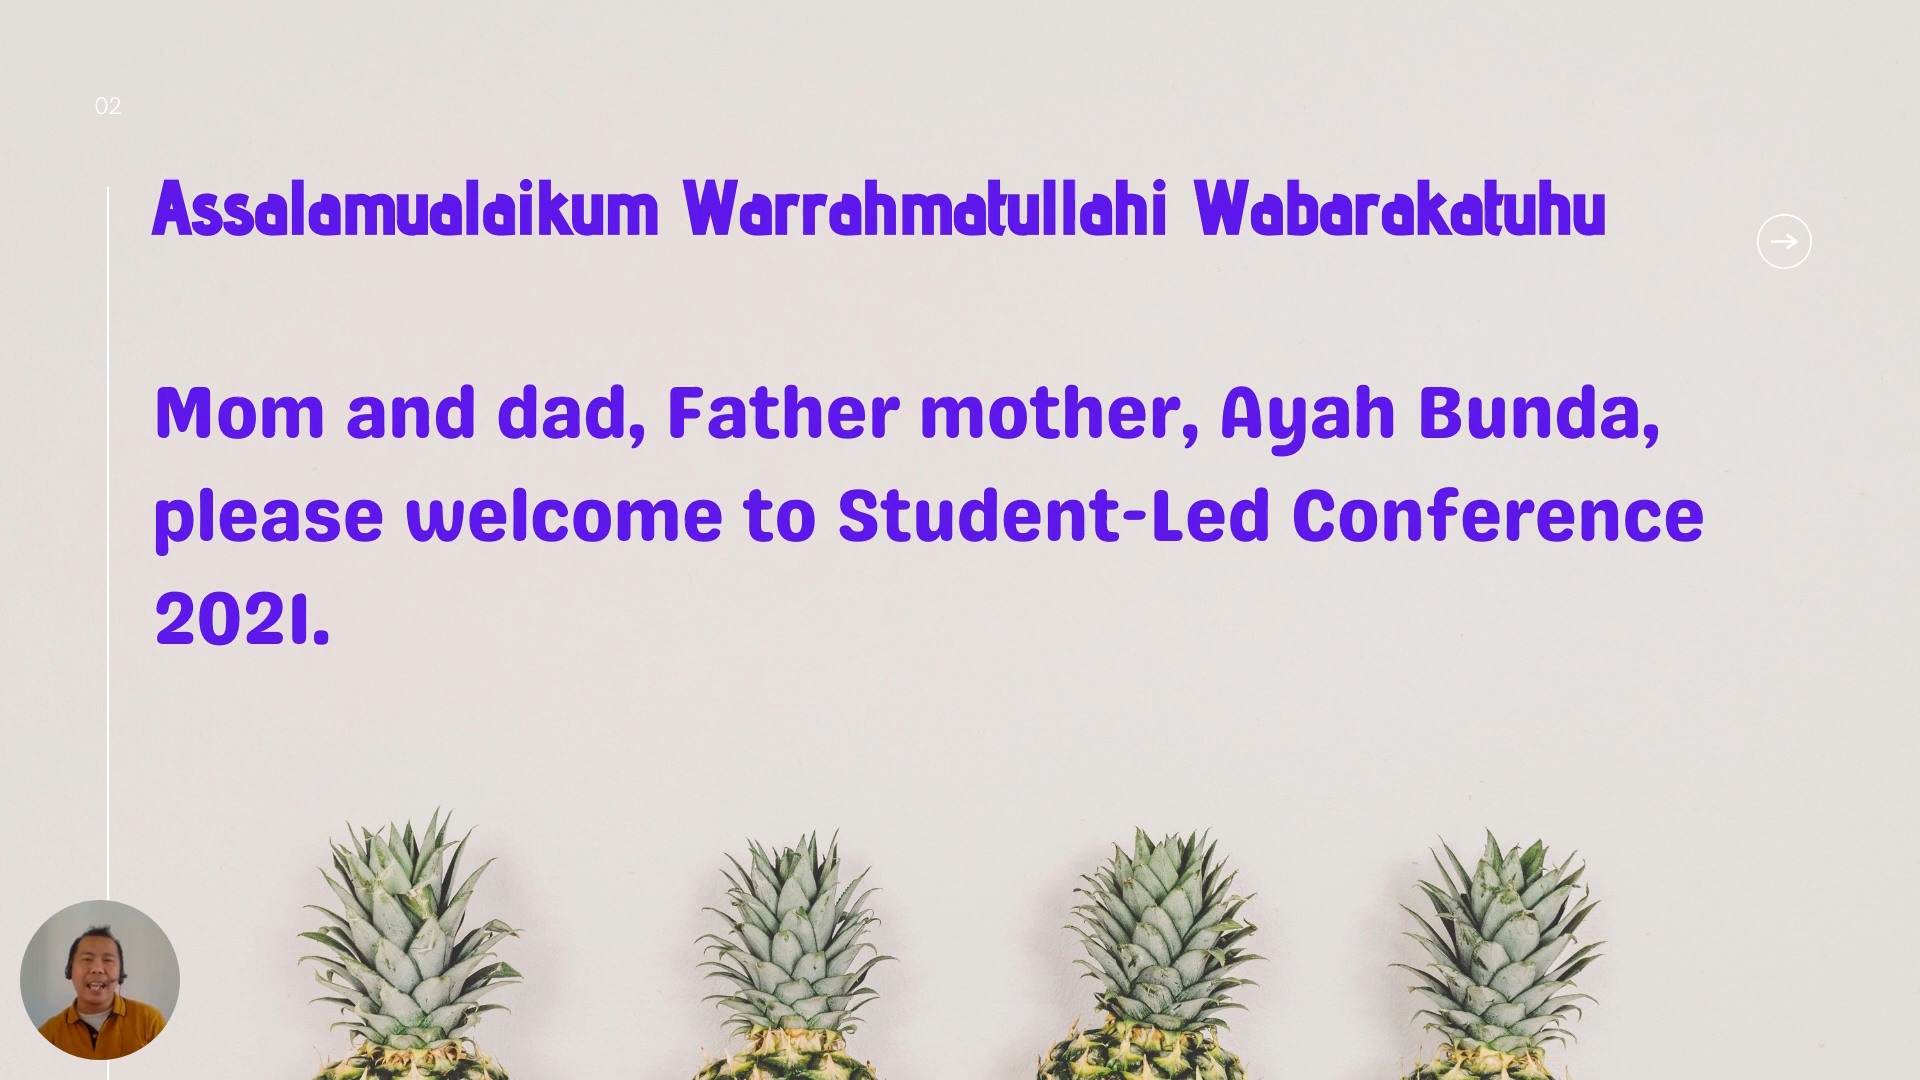 02
Assalamualaikum Warrahmatullahi Wabarakatuhu
Mom and dad, Father mother, Ayah Bunda,
please welcome to Student-Led Conference
2021.